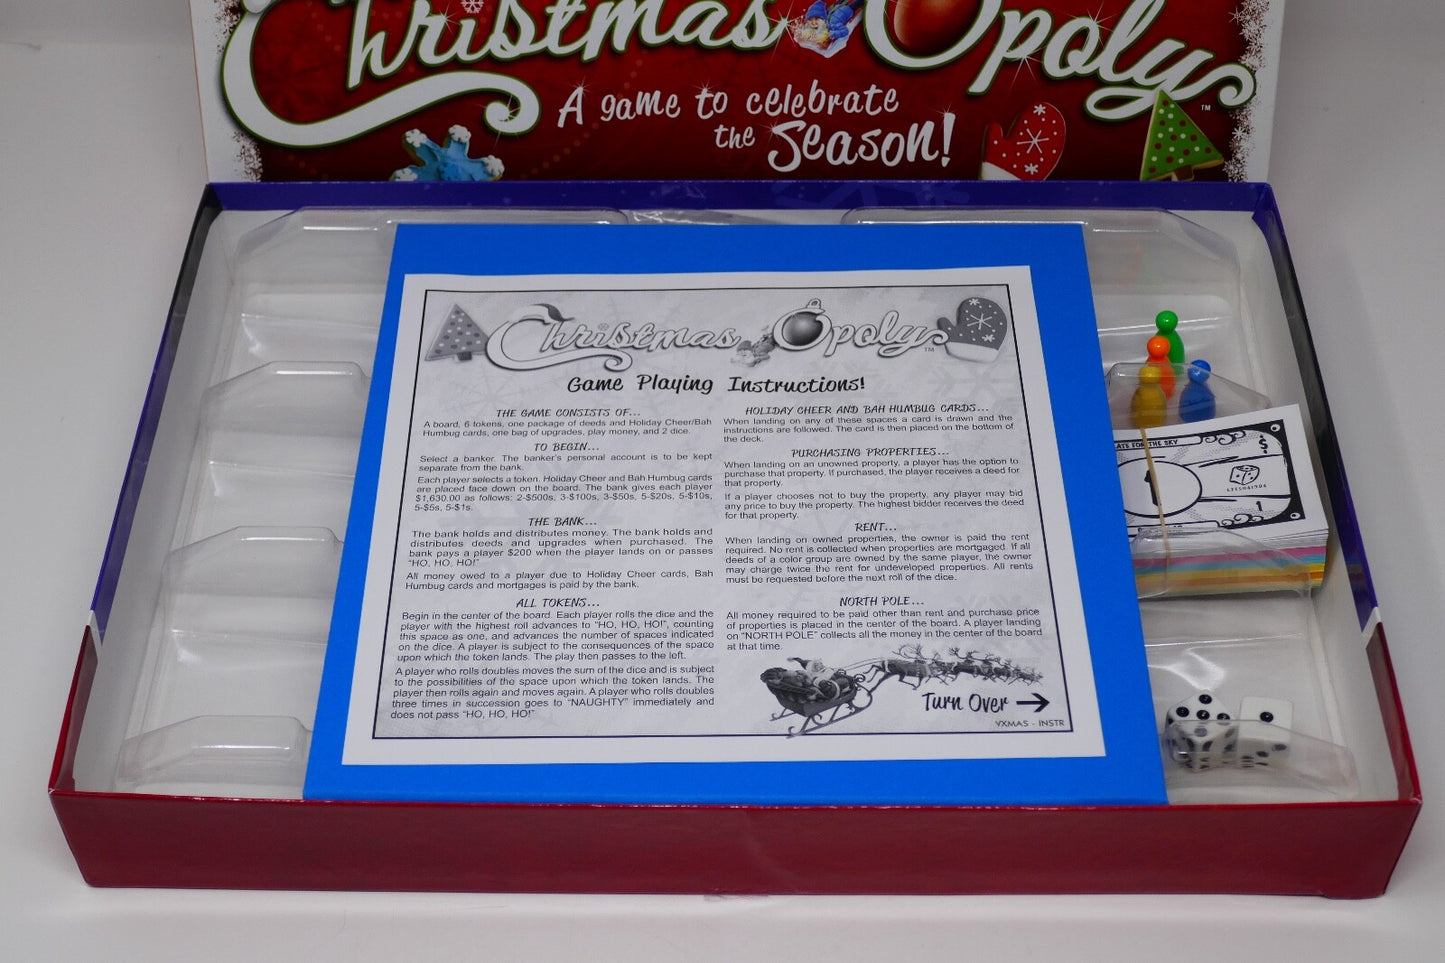 Christmas Opoly™
A game to celebrate
the Season!
Christmas Opoly™
Game Playing Instructions!
THE GAME CONSISTS OF...
A board, 6 tokens, one package of deeds and Holiday Cheer/Bah
Humbug cards, one bag of upgrades, play money, and 2 dice.
TO BEGIN...
Select a banker. The banker's personal account is to be kept
separate from the bank.
Each player selects a token. Holiday Cheer and Bah Humbug cards
are placed face down on the board. The bank gives each player
$1,630.00 as follows: 2-$500s, 3-$100s, 3-$50s, 5-$20s, 5-$10s,
5-$5s, 5-$1s.
THE BANK...
The bank holds and distributes money. The bank holds and
distributes deeds and upgrades when purchased. The
bank pays a player $200 when the player lands on or passes
"HO, HO, HO!"
All money owed to a player due to Holiday Cheer cards, Bah
Humbug cards and mortgages is paid by the bank.
ALL TOKENS...
Begin in the center of the board. Each player rolls the dice and the
player with the highest roll advances to "HO, HO, HO!", counting
this space as one, and advances the number of spaces indicated
on the dice. A player is subject to the consequences of the space
upon which the token lands. The play then passes to the left.
A player who rolls doubles moves the sum of the dice and is subject
to the possibilities of the space upon which the token lands. The
player then rolls again and moves again. A player who rolls doubles
three times in succession goes to "NAUGHTY" immediately and
does not pass "HO, HO, HO!"
HOLIDAY CHEER AND BAH HUMBUG CARDS...
When landing on any of these spaces a card is drawn and the
instructions are followed. The card is then placed on the bottom of
the deck.
PURCHASING PROPERTIES...
When landing on an unowned property, a player has the option to
purchase that property. If purchased, the player receives a deed for
that property.
If a player chooses not to buy the property, any player may bid
any price to buy the property. The highest bidder receives the deed
for that property.
RENT...
When landing on owned properties, the owner is paid the rent
required. No rent is collected when properties are mortgaged. If all
deeds of a color group are owned by the same player, the owner
may charge twice the rent for undeveloped properties. All rents
must be requested before the next roll of the dice.
NORTH POLE...
All money required to be paid other than rent and purchase price
of properties is placed in the center of the board. A player landing
on "NORTH POLE" collects all the money in the center of the board
at that time.
Turn Over
VXMAS - INSTR
FOR THE SKY
$
1
1